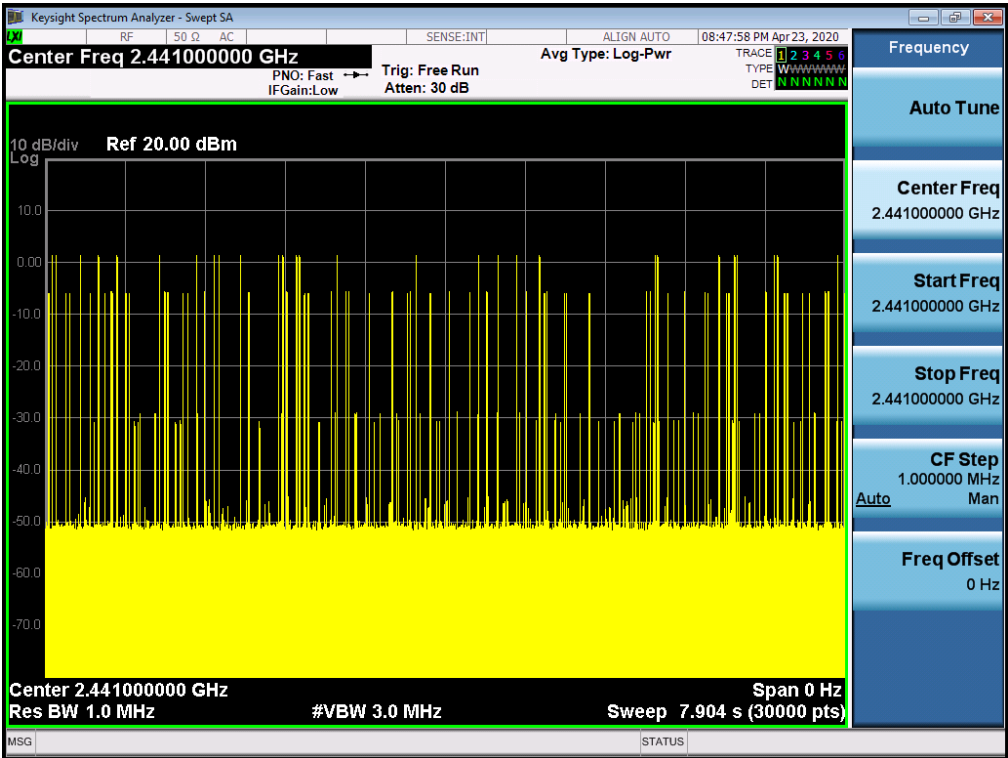 Keysight Spectrum Analyzer - Swept SA
LXI RF 50 Ω AC SENSE:INT ALIGN AUTO 08:47:58 PM Apr 23, 2020
Center Freq 2.441000000 GHz
Avg Type: Log-Pwr
TRACE 1 2 3 4 5 6
TYPE WWWWWW
DET N N N N N N
PNO: Fast
IFGain:Low
Trig: Free Run
Atten: 30 dB
10 dB/div
Log
Ref 20.00 dBm
10.0
0.00
-10.0
-20.0
-30.0
-40.0
-50.0
-60.0
-70.0
Center 2.441000000 GHz
Span 0 Hz
Res BW 1.0 MHz
#VBW 3.0 MHz
Sweep 7.904 s (30000 pts)
MSG
STATUS
Frequency
Auto Tune
Center Freq
2.441000000 GHz
Start Freq
2.441000000 GHz
Stop Freq
2.441000000 GHz
CF Step
1.000000 MHz
Auto Man
Freq Offset
0 Hz